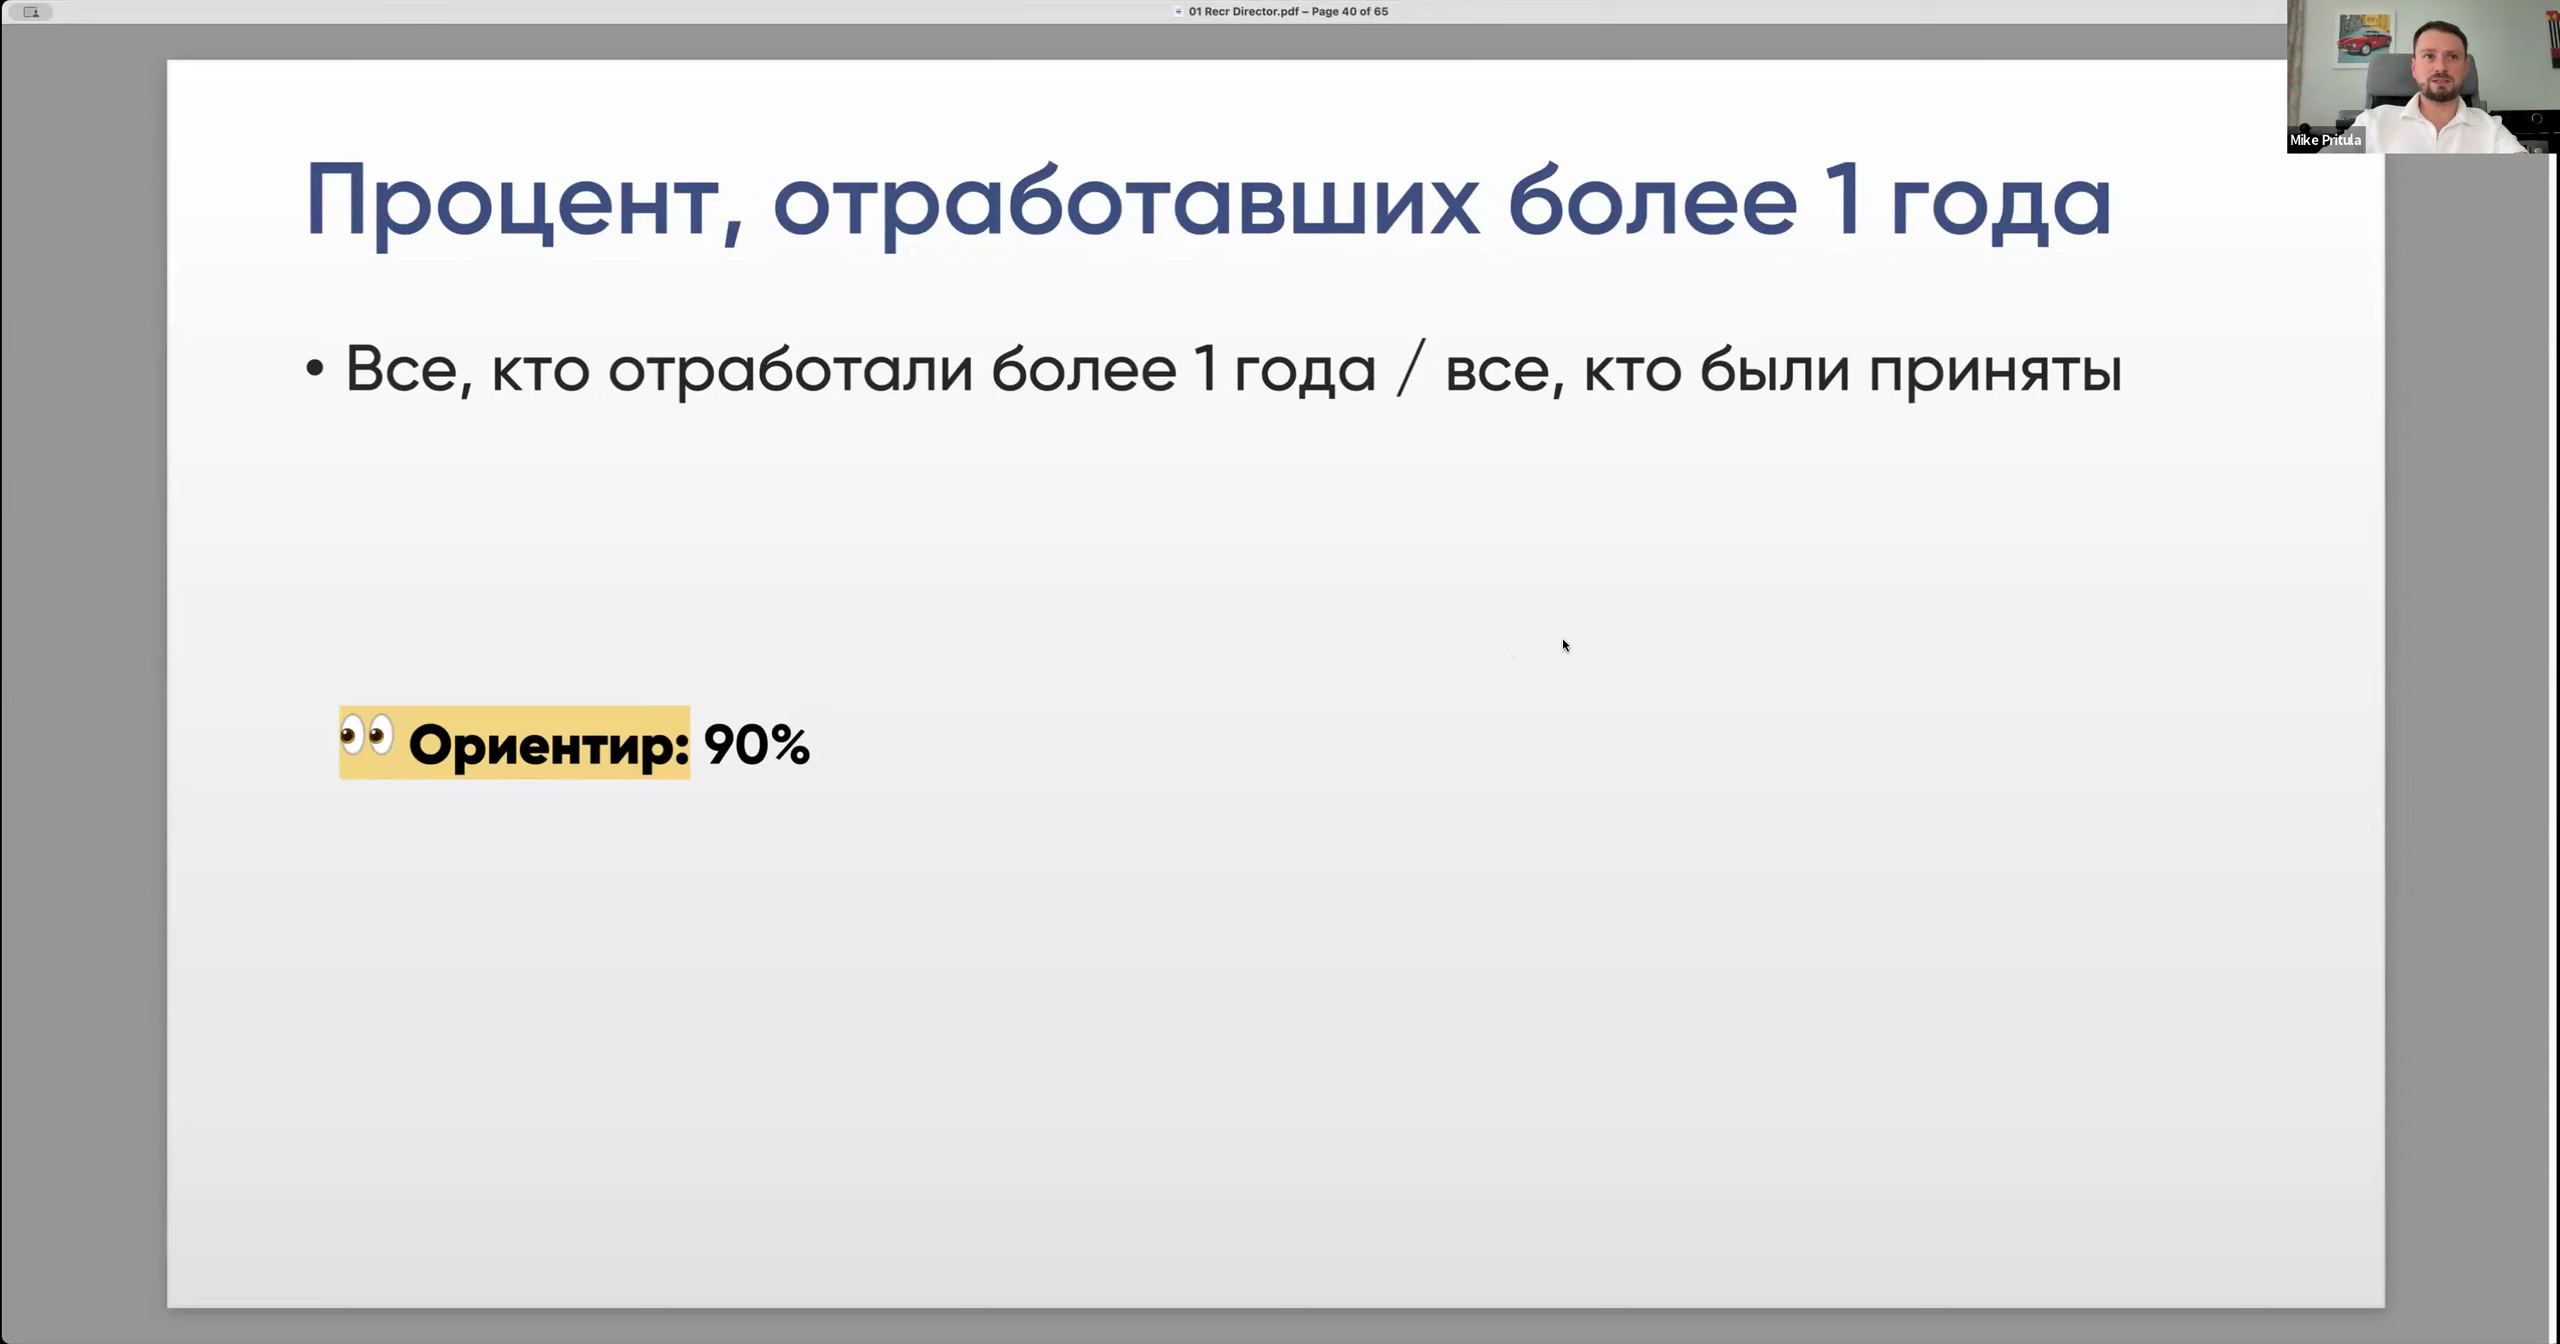 01 Recr Director.pdf – Page 40 of 65
Mike Pritula
Процент, отработавших более 1 года
• Все, кто отработали более 1 года / все, кто были приняты
👀 Ориентир: 90%